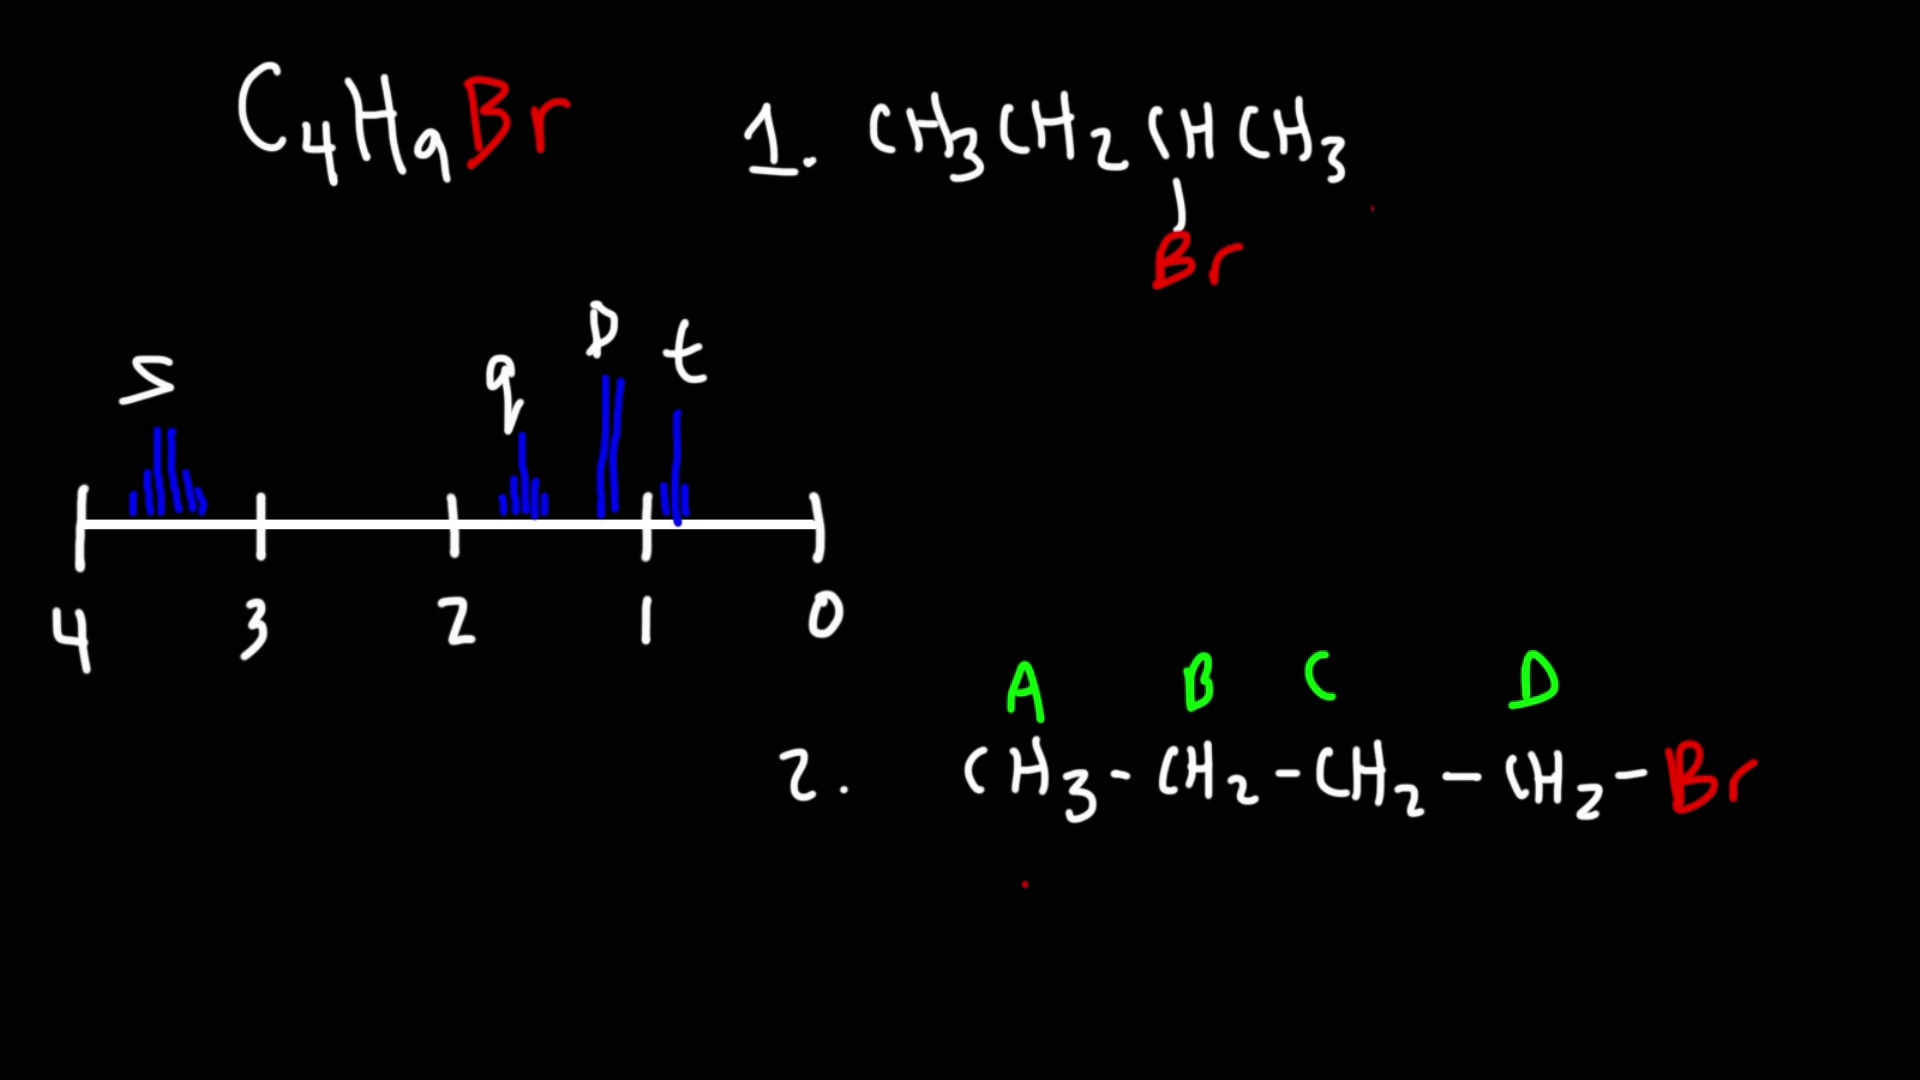 C₄H₉Br
1. CH₃CH₂CHCH₃
Br
S q D t
4 3 2 1 0
A B C D
2. CH₃-CH₂-CH₂-CH₂-Br